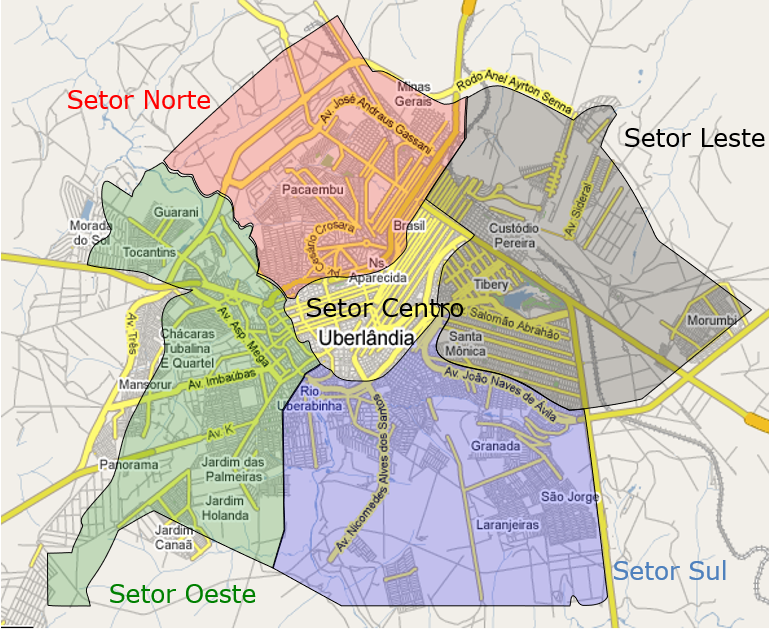 Minas
Gerais
Rodo Anel Ayrton Senna
Setor Norte
Av. José Andraus Gassani
Setor Leste
Pacaembu
Av. Sideral
Guarani
Morada
do Sol
Brasil
Custódio
Pereira
Cesário Crosara
Tocantins
Ns.
Av.
Aparecida
Tibery
Setor Centro
Av. Asp. Mega
Av. Três
Salomão Abrahão
Morumbi
Chácaras
Tubalina
E Quartel
Uberlândia
Santa
Mônica
Mansorur
Av. Imbaúbas
Av. João Naves de Ávila
Rio
Uberabinha
Av. K
Av. Nicomedes Alves dos Santos
Granada
Panorama
Jardim das
Palmeiras
São Jorge
Jardim
Holanda
Laranjeiras
Jardim
Canaã
Setor Sul
Setor Oeste